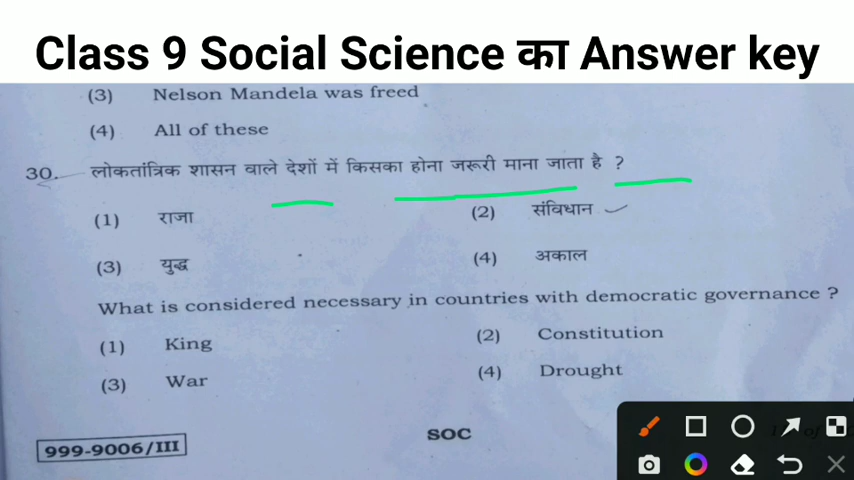 Class 9 Social Science का Answer key
(3) Nelson Mandela was freed
(4) All of these
30. लोकतांत्रिक शासन वाले देशों में किसका होना जरूरी माना जाता है ?
(1) राजा (2) संविधान
(3) युद्ध (4) अकाल
What is considered necessary in countries with democratic governance ?
(1) King (2) Constitution
(3) War (4) Drought
999-9006/III SOC